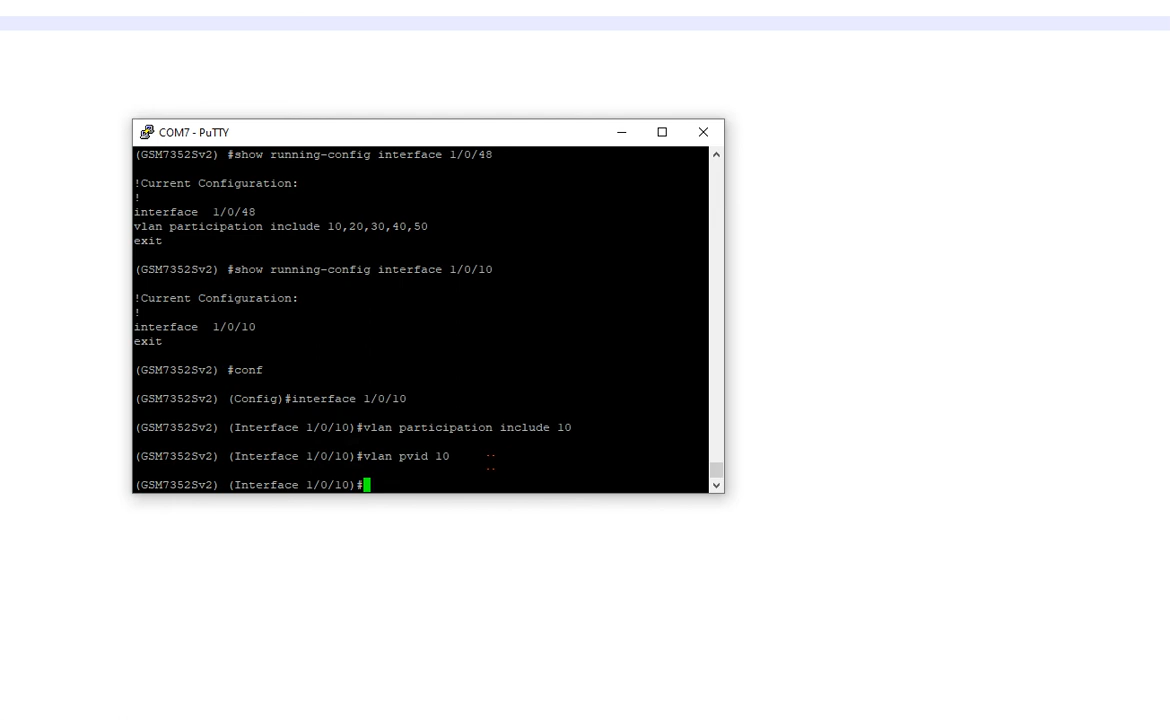 COM7 - PuTTY
(GSM7352Sv2) #show running-config interface 1/0/48
!Current Configuration:
!
interface  1/0/48
vlan participation include 10,20,30,40,50
exit
(GSM7352Sv2) #show running-config interface 1/0/10
!Current Configuration:
!
interface  1/0/10
exit
(GSM7352Sv2) #conf
(GSM7352Sv2) (Config)#interface 1/0/10
(GSM7352Sv2) (Interface 1/0/10)#vlan participation include 10
(GSM7352Sv2) (Interface 1/0/10)#vlan pvid 10
(GSM7352Sv2) (Interface 1/0/10)#